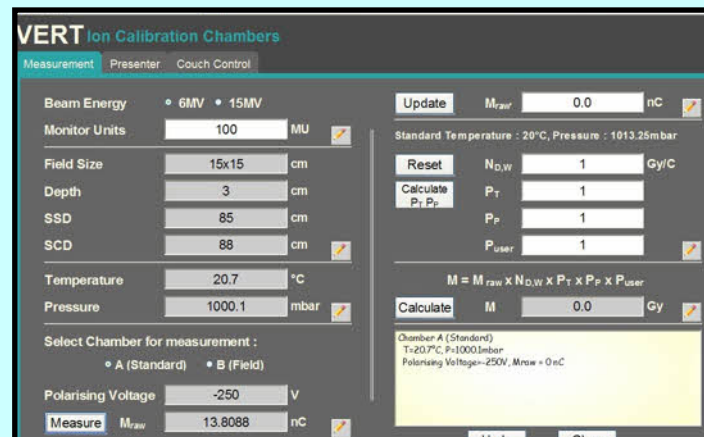 VERT Ion Calibration Chambers
Measurement Presenter Couch Control
Beam Energy 6MV 15MV
Monitor Units 100 MU
Field Size 15x15 cm
Depth 3 cm
SSD 85 cm
SCD 88 cm
Temperature 20.7 °C
Pressure 1000.1 mbar
Select Chamber for measurement :
A (Standard) B (Field)
Polarising Voltage -250 V
Measure Mraw 13.8088 nC
Update Mraw 0.0 nC
Standard Temperature : 20°C, Pressure : 1013.25mbar
Reset ND,W 1 Gy/C
Calculate PT PP PT 1
PP 1
Puser 1
M = M raw x ND,W x PT x PP x Puser
Calculate M 0.0 Gy
Chamber A (Standard)
T=20.7°C, P=1000.1mbar
Polarising Voltage=-250V, Mraw = 0 nC